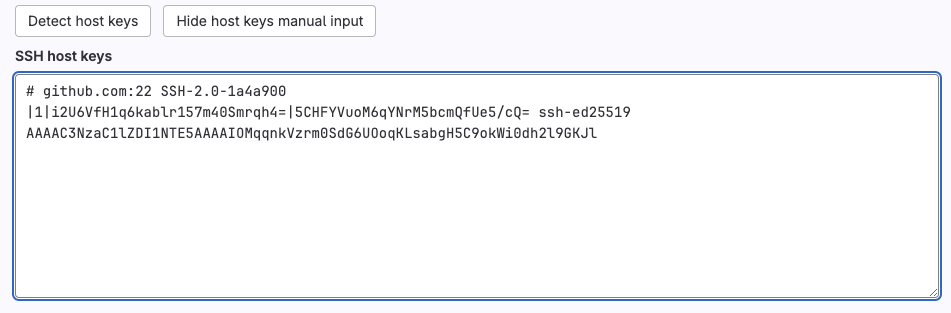 Detect host keys
Hide host keys manual input
SSH host keys
# github.com:22 SSH-2.0-1a4a900
|1|i2U6VfH1q6kablr157m40Smrqh4=|5CHFYVuoM6qYNrM5bcmQfUe5/cQ= ssh-ed25519
AAAAC3NzaC1lZDI1NTE5AAAAIOMqqnkVzrm0SdG6UOoqKLsabgH5C9okWi0dh2l9GKJl